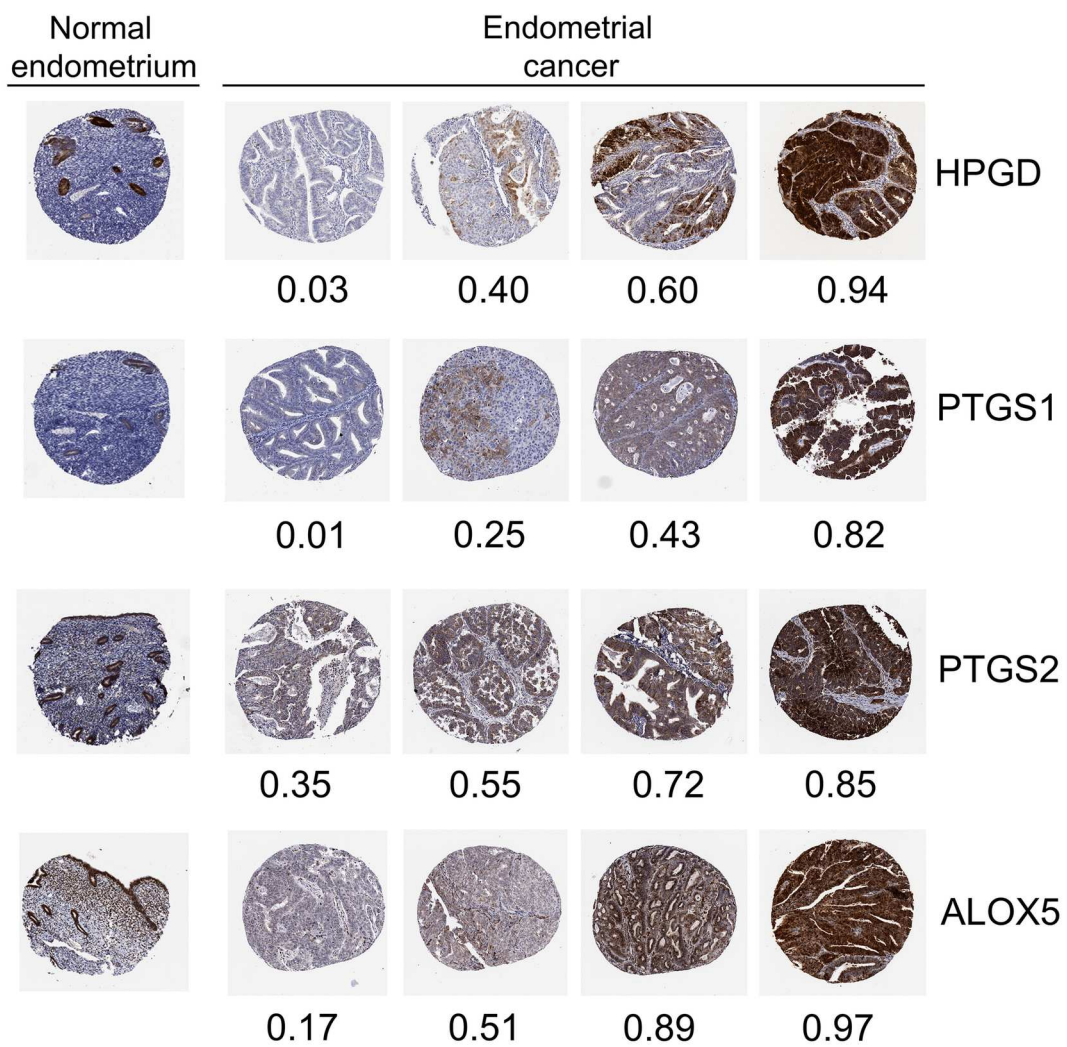 Normal
endometrium
Endometrial
cancer
HPGD
0.03 0.40 0.60 0.94
PTGS1
0.01 0.25 0.43 0.82
PTGS2
0.35 0.55 0.72 0.85
ALOX5
0.17 0.51 0.89 0.97